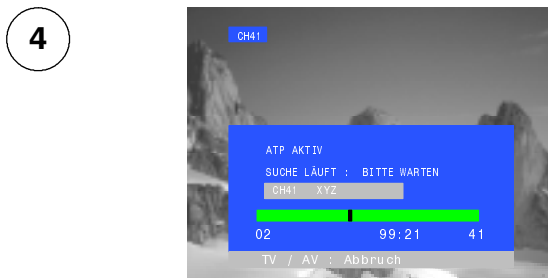 4
CH41
ATP AKTIV
SUCHE LÄUFT : BITTE WARTEN
CH41 XYZ
02 99:21 41
TV / AV : Abbruch